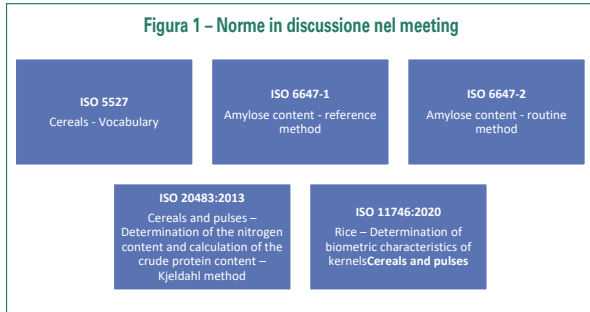 Figura 1 – Norme in discussione nel meeting
ISO 5527
Cereals - Vocabulary
ISO 6647-1
Amylose content - reference
method
ISO 6647-2
Amylose content - routine
method
ISO 20483:2013
Cereals and pulses –
Determination of the nitrogen
content and calculation of the
crude protein content –
Kjeldahl method
ISO 11746:2020
Rice – Determination of
biometric characteristics of
kernelsCereals and pulses